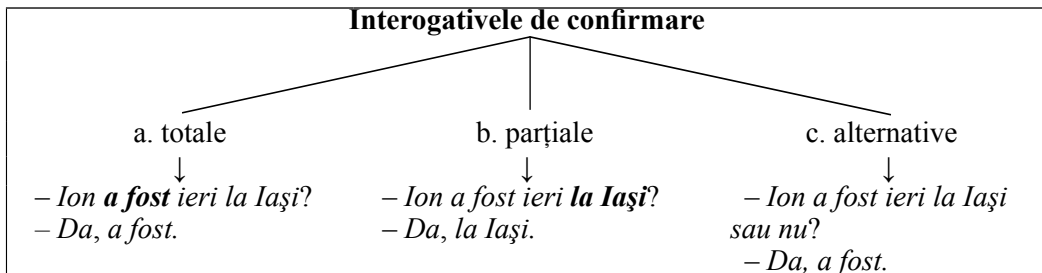 Interogativele de confirmare
a. totale
↓
– Ion a fost ieri la Iaşi?
– Da, a fost.
b. parțiale
↓
– Ion a fost ieri la Iaşi?
– Da, la Iaşi.
c. alternative
↓
– Ion a fost ieri la Iaşi
sau nu?
– Da, a fost.